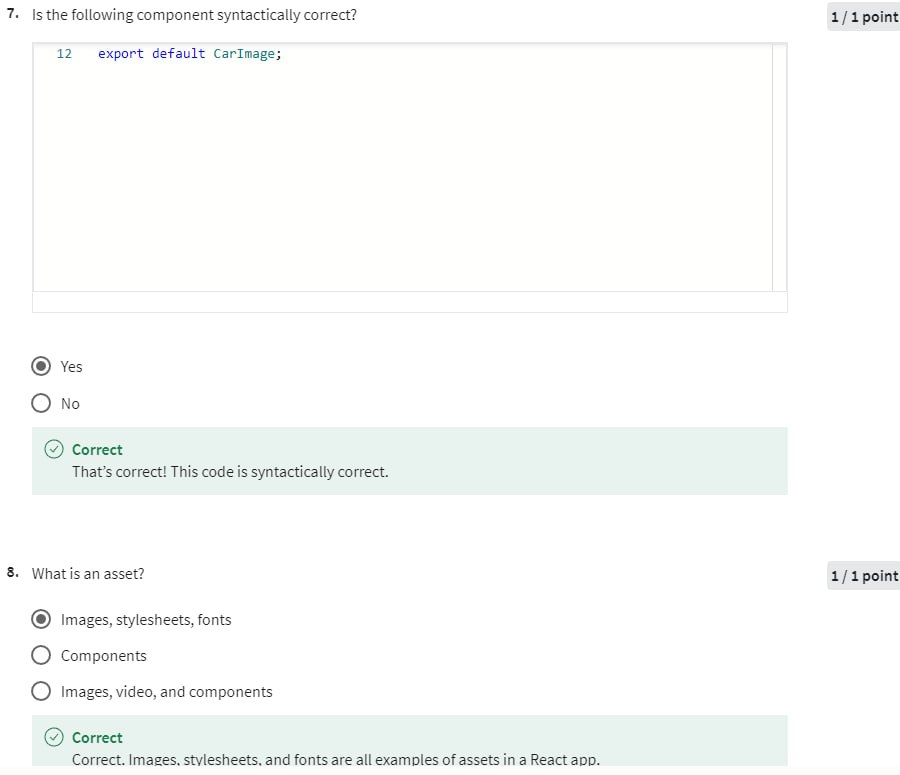 7. Is the following component syntactically correct?
1 / 1 point
12 export default CarImage;
Yes
No
Correct
That’s correct! This code is syntactically correct.
8. What is an asset?
1 / 1 point
Images, stylesheets, fonts
Components
Images, video, and components
Correct
Correct. Images, stylesheets, and fonts are all examples of assets in a React app.